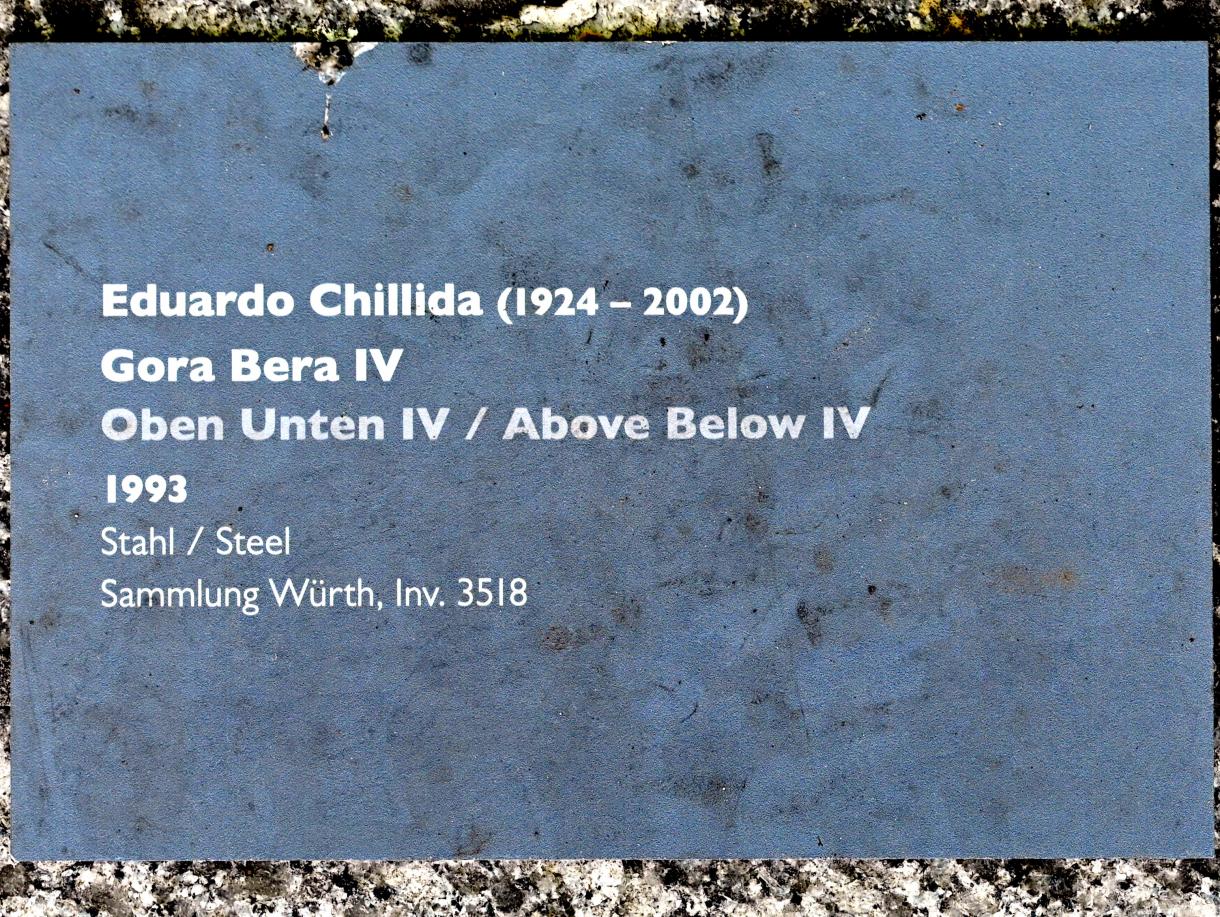 Eduardo Chillida (1924 – 2002)
Gora Bera IV
Oben Unten IV / Above Below IV
1993
Stahl / Steel
Sammlung Würth, Inv. 3518